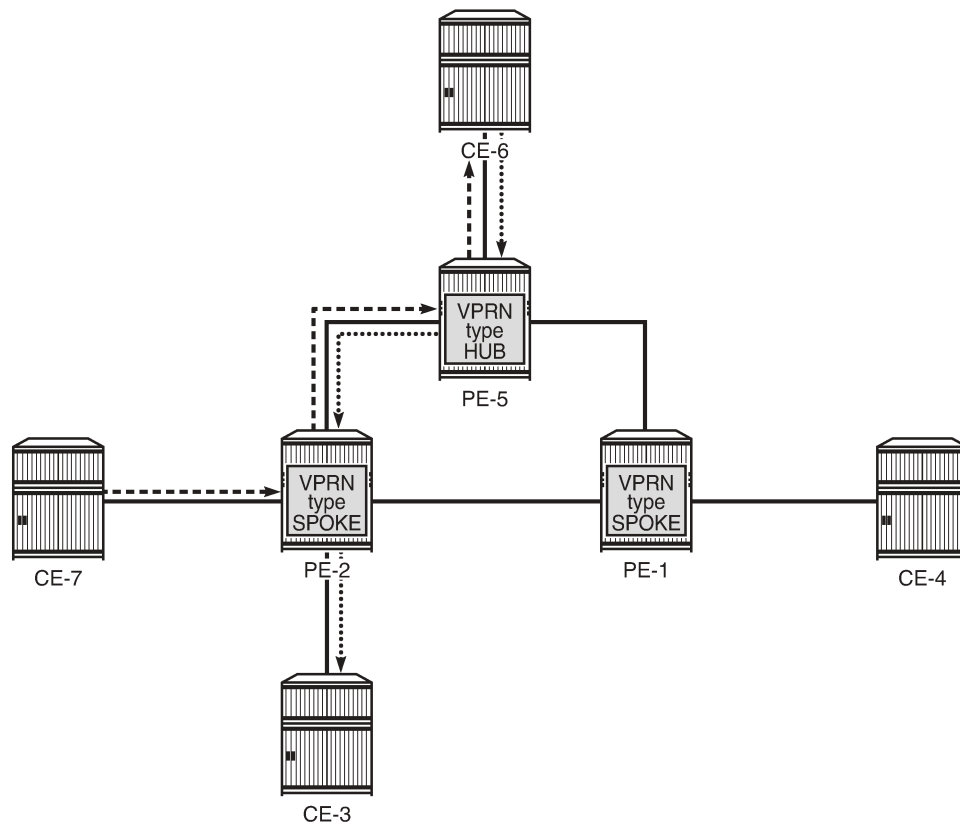 CE-6
VPRN
type
HUB
PE-5
VPRN
type
SPOKE
VPRN
type
SPOKE
CE-7
PE-2
PE-1
CE-4
CE-3